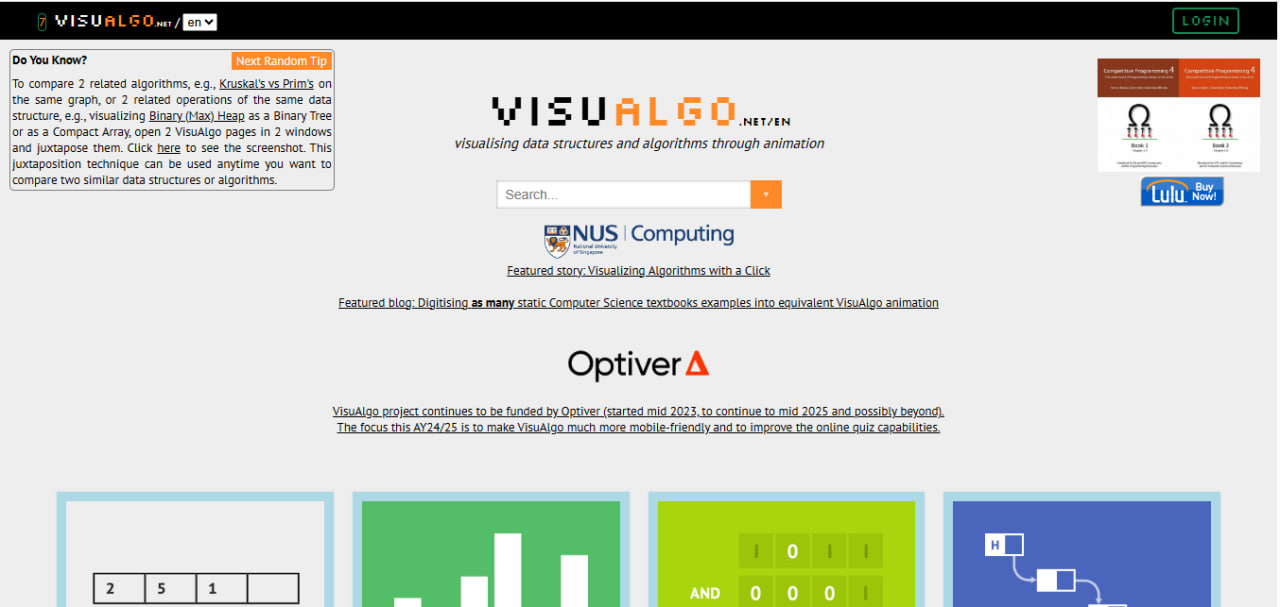 7 VISUALGO.NET / en
LOGIN
Do You Know?
Next Random Tip
To compare 2 related algorithms, e.g., Kruskal's vs Prim's on
the same graph, or 2 related operations of the same data
structure, e.g., visualizing Binary (Max) Heap as a Binary Tree
or as a Compact Array, open 2 VisuAlgo pages in 2 windows
and juxtapose them. Click here to see the screenshot. This
juxtaposition technique can be used anytime you want to
compare two similar data structures or algorithms.
VISUALGO.NET/EN
visualising data structures and algorithms through animation
Search...
NUS | Computing
National University
of Singapore
Featured story: Visualizing Algorithms with a Click
Featured blog: Digitising as many static Computer Science textbooks examples into equivalent VisuAlgo animation
Optiver
VisuAlgo project continues to be funded by Optiver (started mid 2023, to continue to mid 2025 and possibly beyond).
The focus this AY24/25 is to make VisuAlgo much more mobile-friendly and to improve the online quiz capabilities.
Competitive Programming 4
Competitive Programming 4
Book 2
Book 1
Lulu Buy
Now!
2 5 1
1 0 1 1
AND 0 0 0 1
H